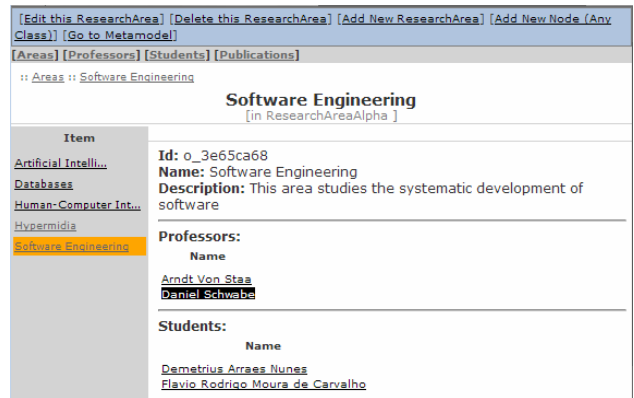 [Edit this ResearchArea] [Delete this ResearchArea] [Add New ResearchArea] [Add New Node (Any
Class)] [Go to Metamodel]
[Areas] [Professors] [Students] [Publications]
:: Areas :: Software Engineering
Software Engineering
[in ResearchAreaAlpha ]
Item
Artificial Intelli...
Databases
Human-Computer Int...
Hypermidia
Software Engineering
Id: o_3e65ca68
Name: Software Engineering
Description: This area studies the systematic development of
software
Professors:
Name
Arndt Von Staa
Daniel Schwabe
Students:
Name
Demetrius Arraes Nunes
Flavio Rodrigo Moura de Carvalho